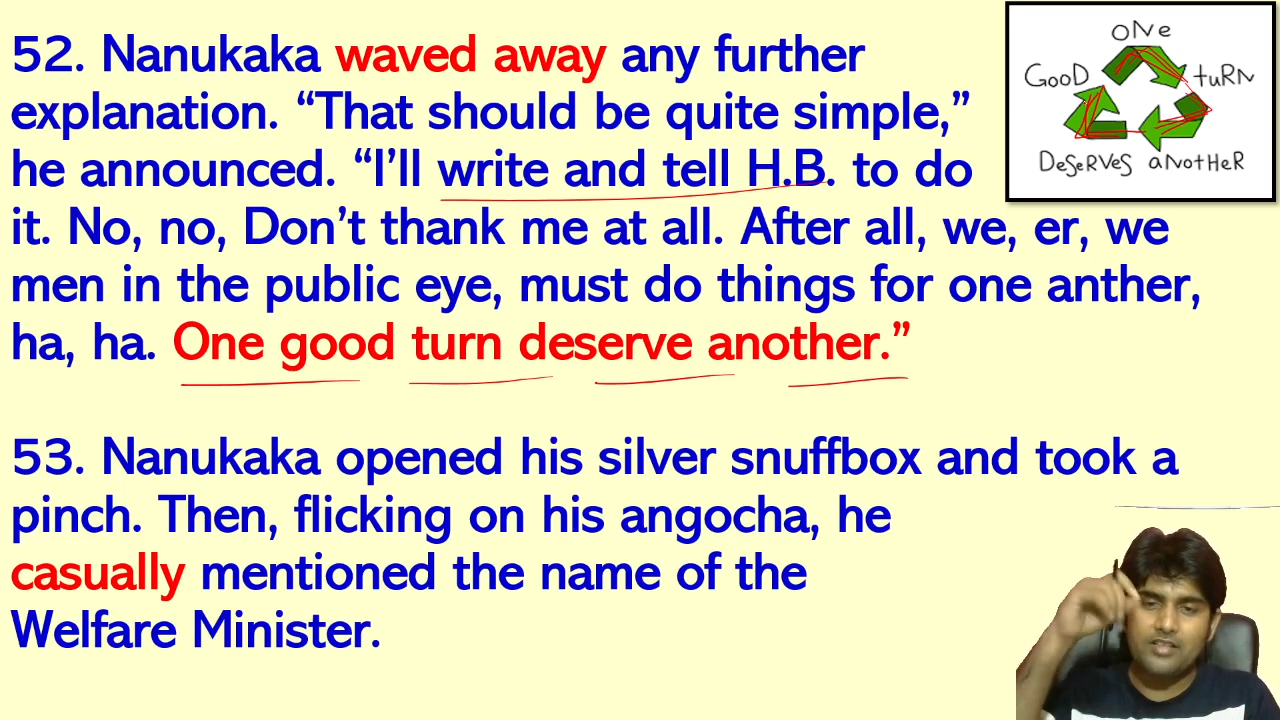 52. Nanukaka waved away any further
explanation. “That should be quite simple,”
he announced. “I’ll write and tell H.B. to do
it. No, no, Don’t thank me at all. After all, we, er, we
men in the public eye, must do things for one anther,
ha, ha. One good turn deserve another.”
53. Nanukaka opened his silver snuffbox and took a
pinch. Then, flicking on his angocha, he
casually mentioned the name of the
Welfare Minister.
ONe
GooD tuRN
DeSeRVeS aNotHeR